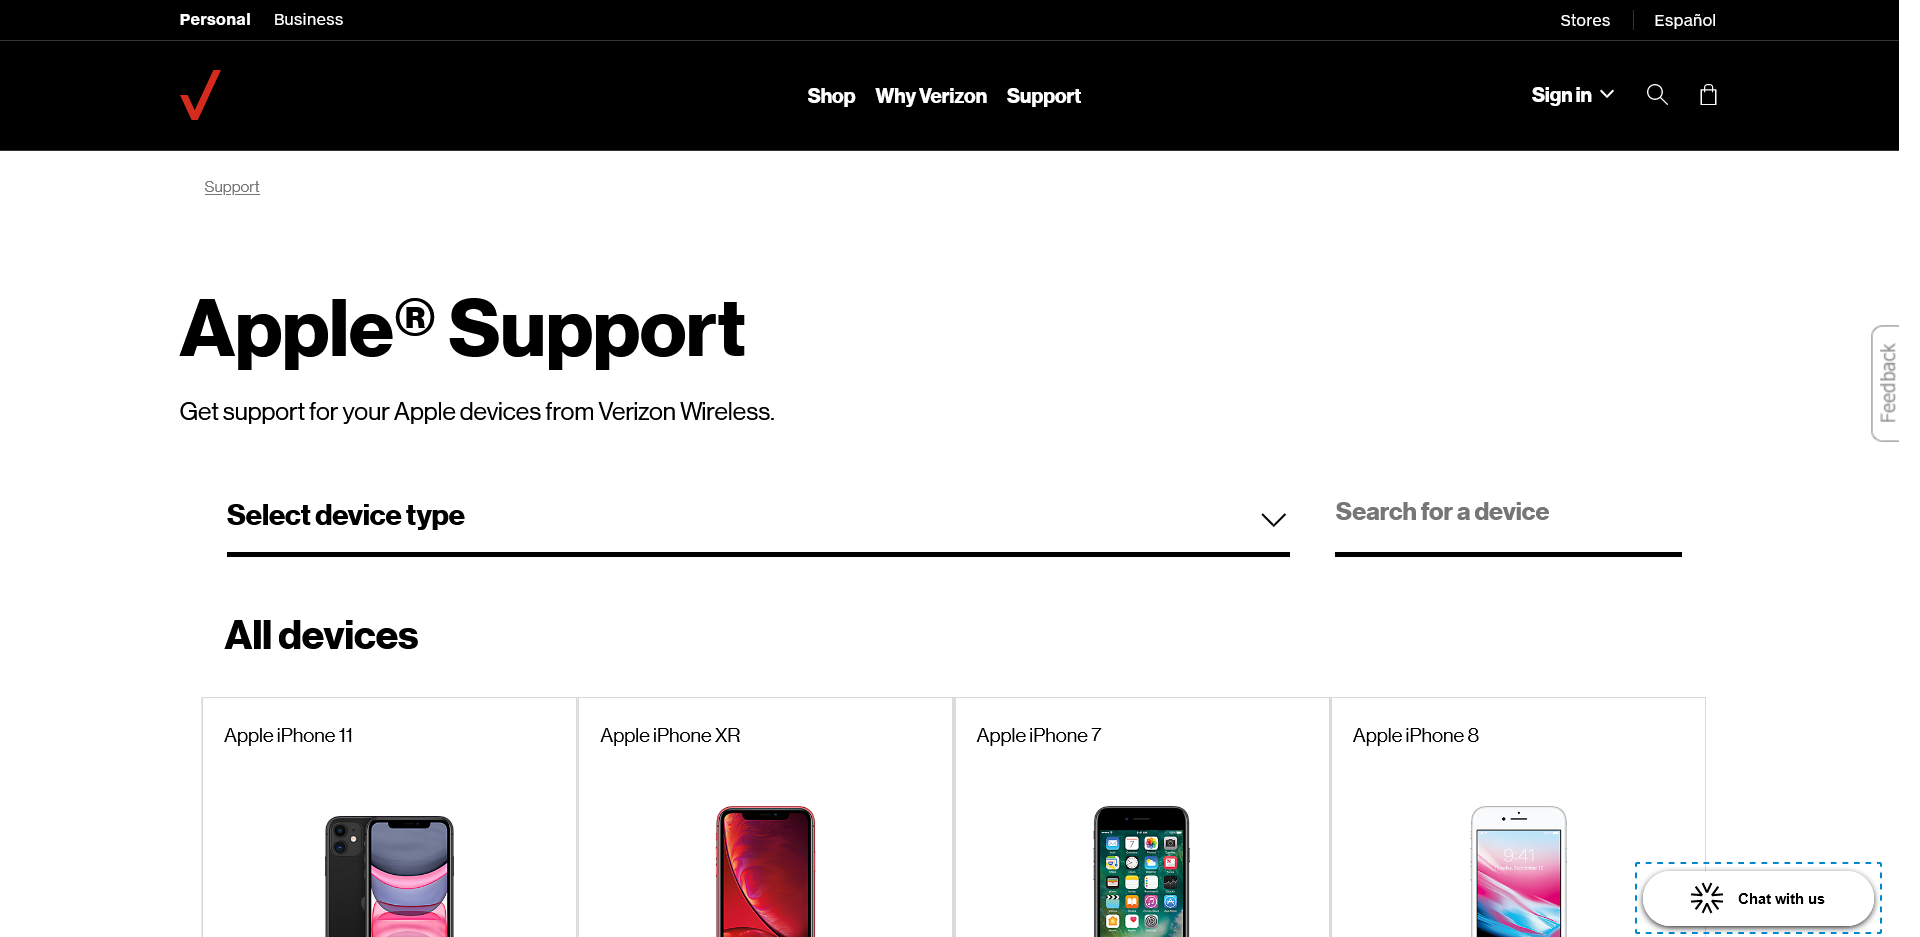 Personal Business Stores Español
Shop Why Verizon Support Sign in
Support
Apple® Support
Get support for your Apple devices from Verizon Wireless.
Feedback
Select device type
Search for a device
All devices
Apple iPhone 11
Apple iPhone XR
Apple iPhone 7
Apple iPhone 8
9:41
Chat with us